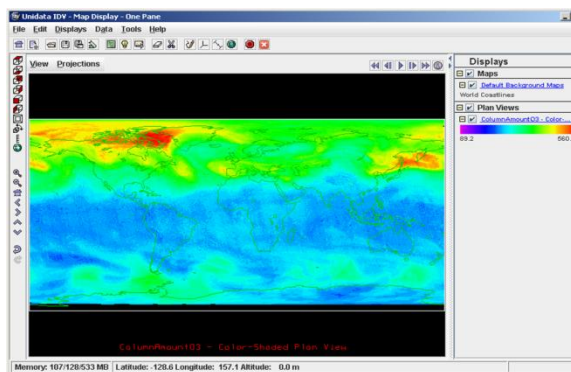 Unidata IDV - Map Display - One Pane
File Edit Displays Data Tools Help
View Projections
Displays
Maps
Default Background Maps
World Coastlines
Plan Views
ColumnAmountO3 - Color-...
89.2 560.
ColumnAmountO3 - Color-Shaded Plan View
Memory: 107/128/533 MB Latitude: -128.6 Longitude: 157.1 Altitude: 0.0 m